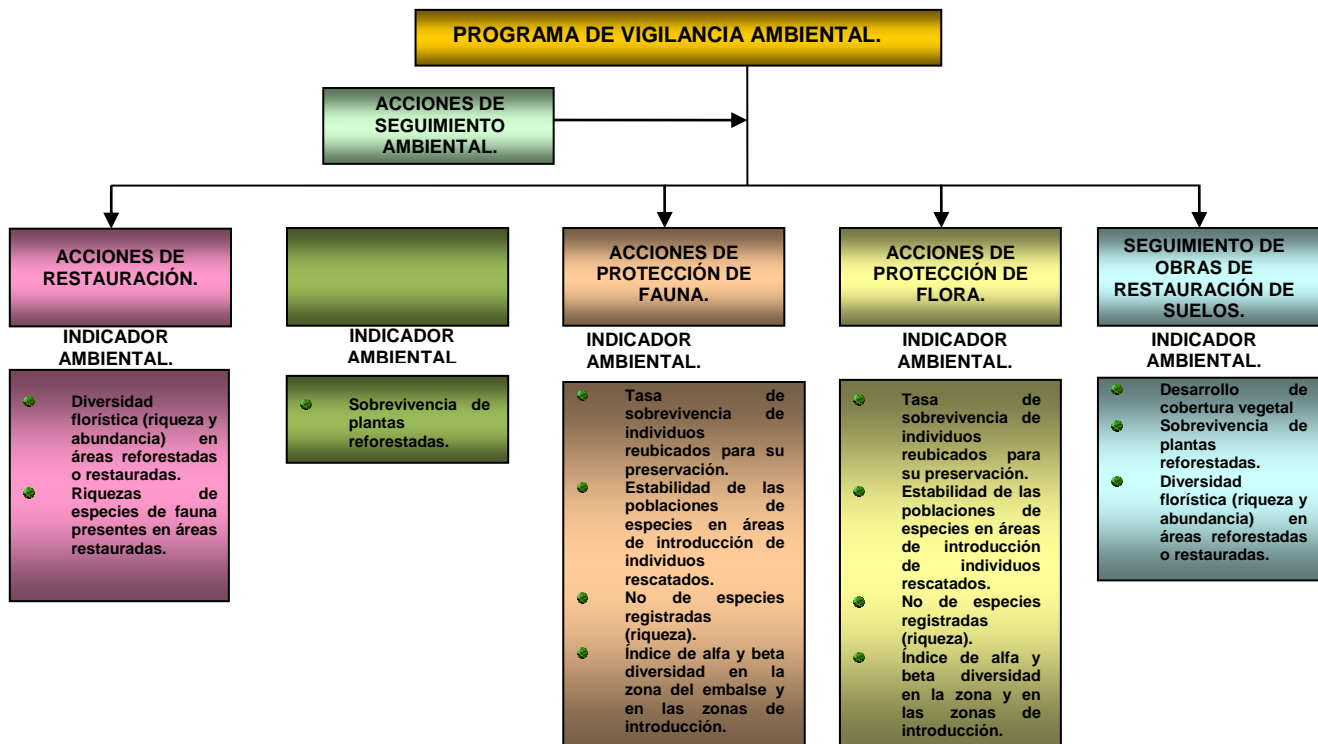 PROGRAMA DE VIGILANCIA AMBIENTAL.
ACCIONES DE
SEGUIMIENTO
AMBIENTAL.
ACCIONES DE
RESTAURACIÓN.
INDICADOR
AMBIENTAL.
Diversidad
florística (riqueza y
abundancia) en
áreas reforestadas
o restauradas.
Riquezas de
especies de fauna
presentes en áreas
restauradas.
INDICADOR
AMBIENTAL
Sobrevivencia de
plantas
reforestadas.
ACCIONES DE
PROTECCIÓN DE
FAUNA.
INDICADOR
AMBIENTAL.
Tasa de
sobrevivencia de
individuos
reubicados para su
preservación.
Estabilidad de las
poblaciones de
especies en áreas
de introducción de
individuos
rescatados.
No de especies
registradas
(riqueza).
Índice de alfa y beta
diversidad en la
zona del embalse y
en las zonas de
introducción.
ACCIONES DE
PROTECCIÓN DE
FLORA.
INDICADOR
AMBIENTAL.
Tasa de
sobrevivencia de
individuos
reubicados para
su preservación.
Estabilidad de las
poblaciones de
especies en áreas
de introducción
de individuos
rescatados.
No de especies
registradas
(riqueza).
Índice de alfa y
beta diversidad
en la zona y en
las zonas de
introducción.
SEGUIMIENTO DE
OBRAS DE
RESTAURACIÓN DE
SUELOS.
INDICADOR
AMBIENTAL.
Desarrollo de
cobertura vegetal
Sobrevivencia de
plantas
reforestadas.
Diversidad
florística (riqueza y
abundancia) en
áreas reforestadas
o restauradas.